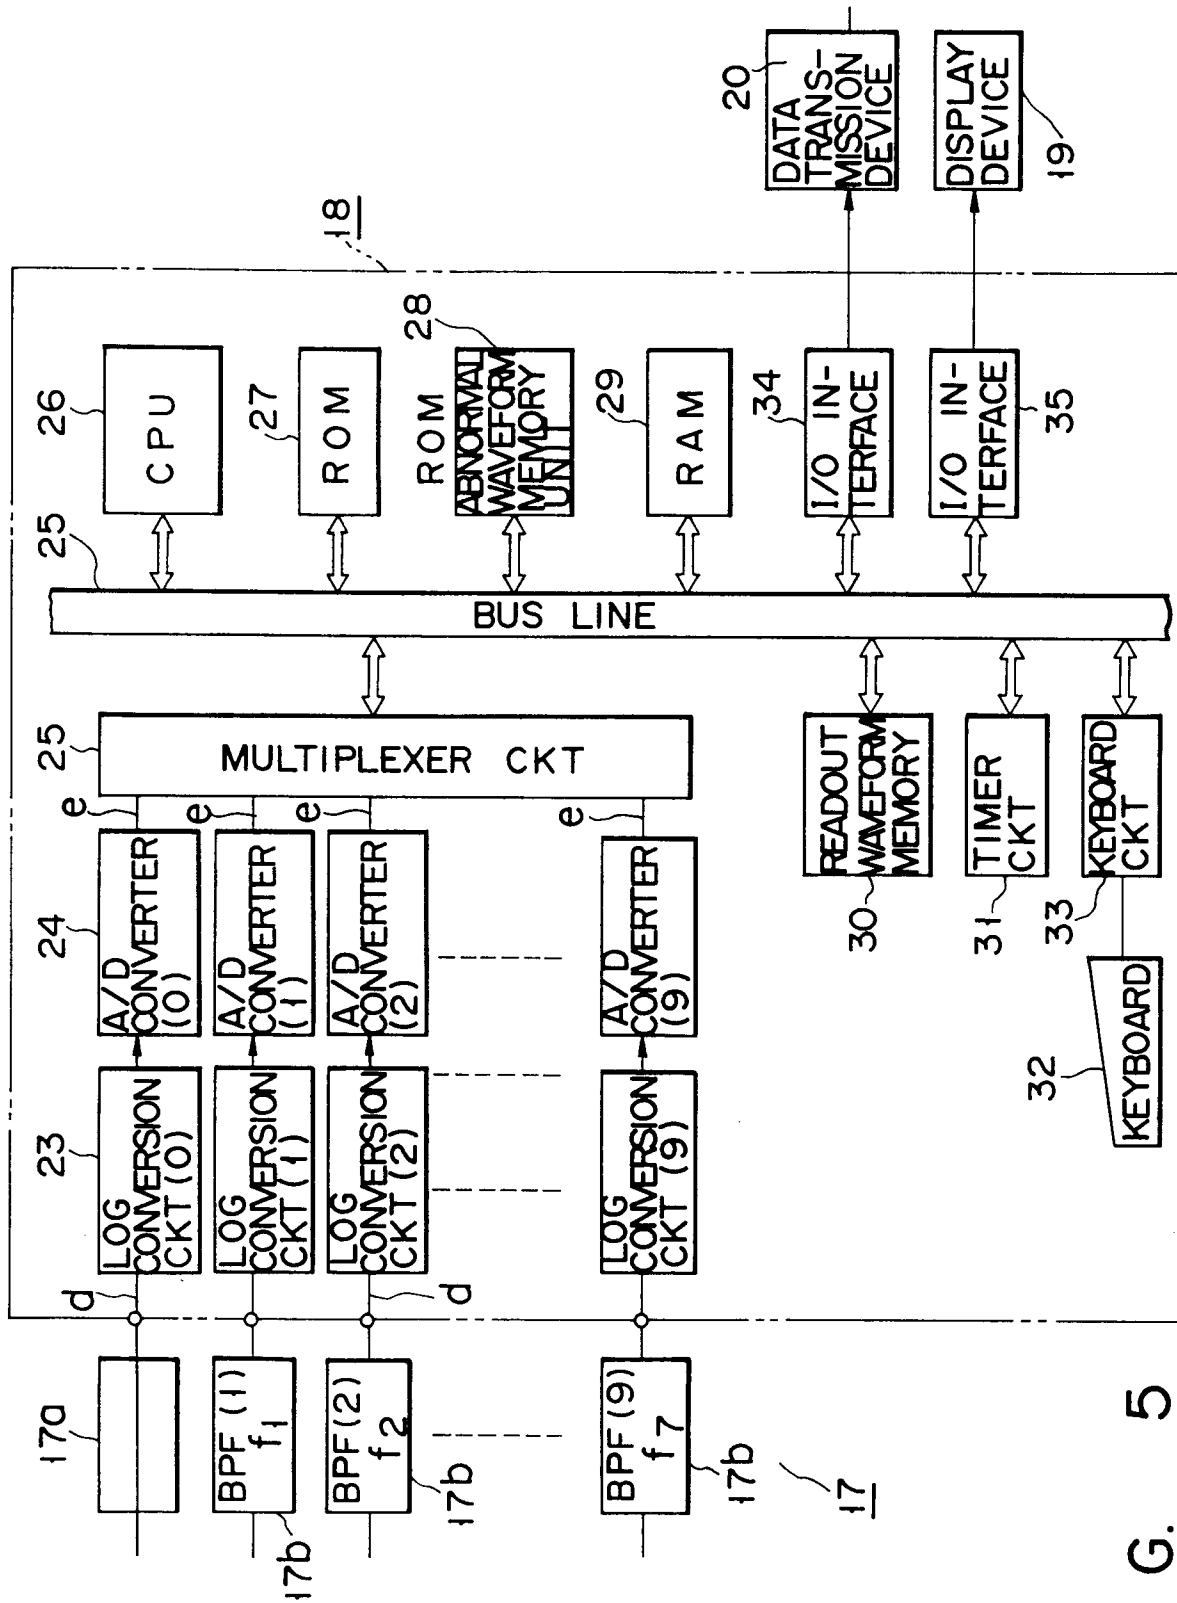 17a
BPF (1)
f1
17b
BPF (2)
f2
17b
BPF (9)
f7
17b
17
d
d
23
LOG
CONVERSION
CKT (0)
LOG
CONVERSION
CKT (1)
LOG
CONVERSION
CKT (2)
LOG
CONVERSION
CKT (9)
24
A/D
CONVERTER
(0)
A/D
CONVERTER
(1)
A/D
CONVERTER
(2)
A/D
CONVERTER
(9)
e
e
e
e
25
MULTIPLEXER CKT
25
BUS LINE
26
CPU
27
ROM
ROM
28
ABNORMAL
WAVEFORM
MEMORY
UNIT
29
RAM
34
I/O IN-
TERFACE
I/O IN-
TERFACE
35
18
20
DATA
TRANS-
MISSION
DEVICE
DISPLAY
DEVICE
19
READOUT
WAVEFORM
MEMORY
30
TIMER
CKT
31
KEYBOARD
CKT
33
32
KEYBOARD
G. 5